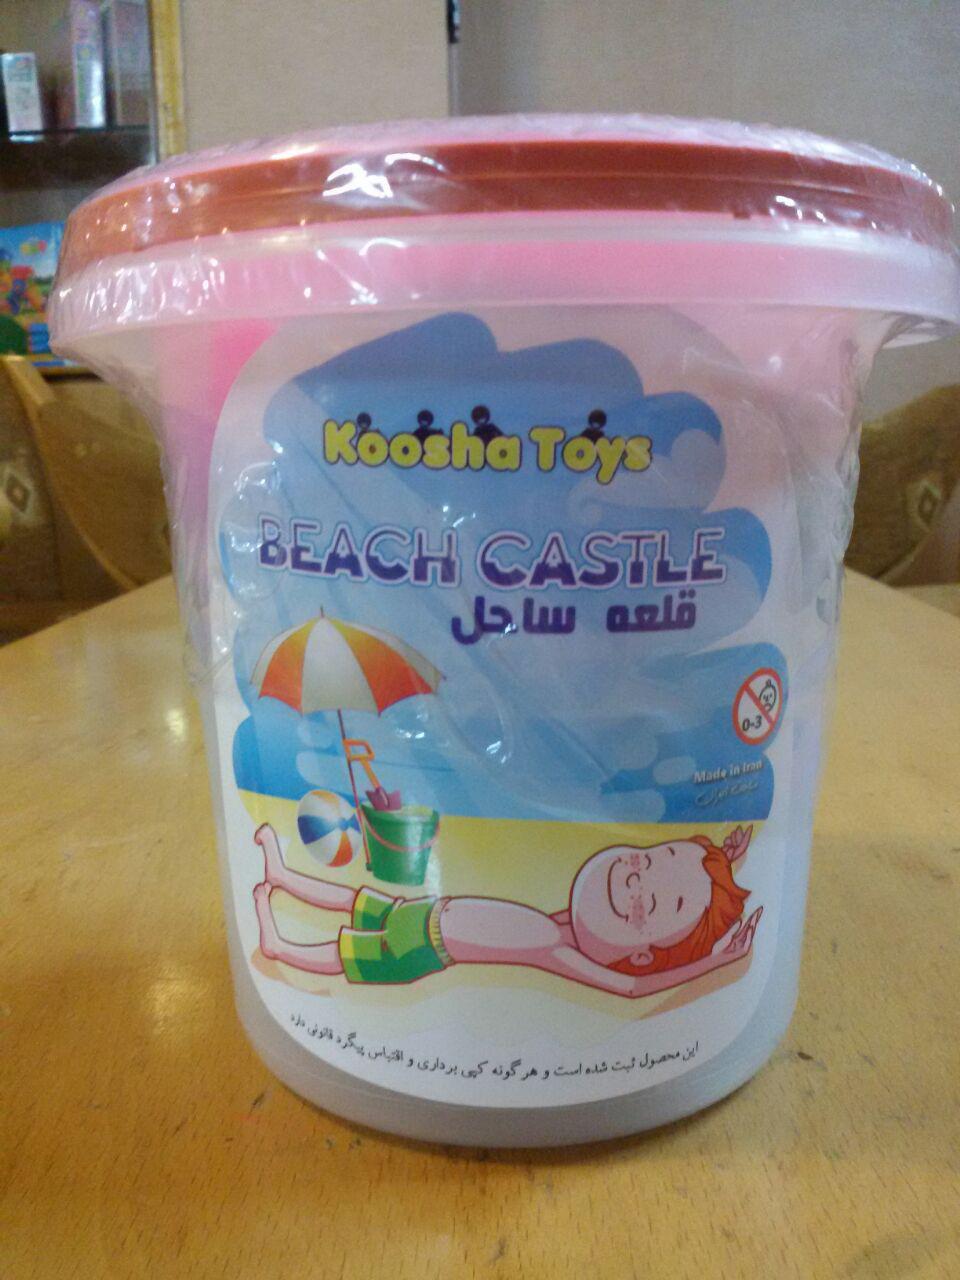 Koosha Toys
BEACH CASTLE
قلعه ساحل
0-3
Made in Iran
ساخت ایران
این محصول ثبت شده است و هر گونه کپی برداری و اقتباس پیگرد قانونی دارد